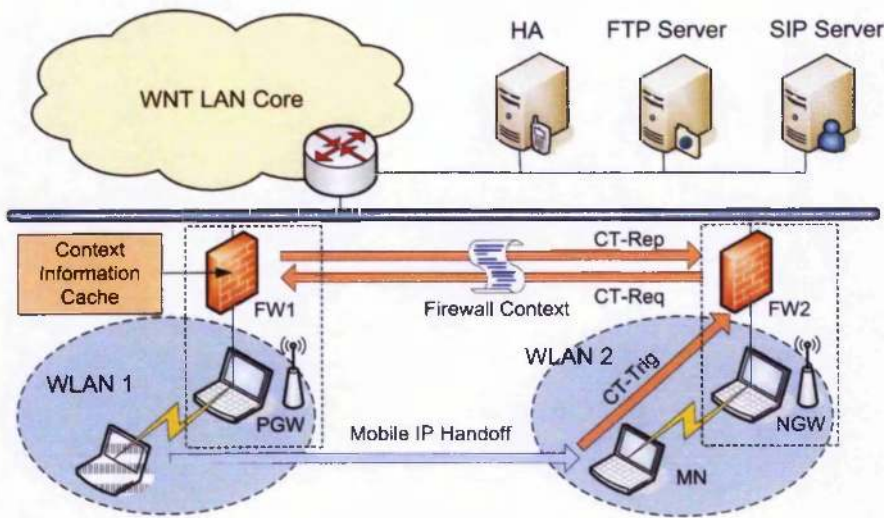 HA
FTP Server
SIP Server
WNT LAN Core
Context
Information
Cache
FW1
CT-Rep
CT-Req
Firewall Context
FW2
WLAN 1
PGW
WLAN 2
CT-Trig
NGW
Mobile IP Handoff
MN